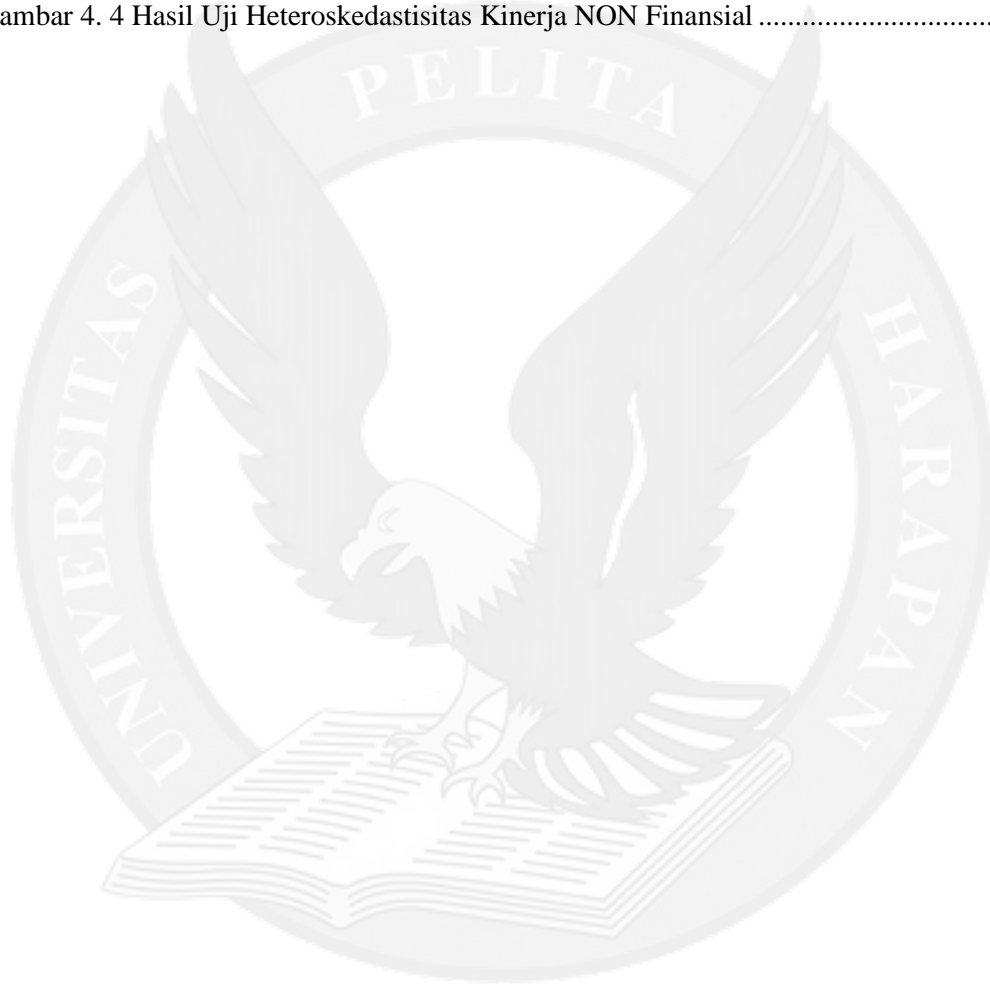 ambar 4. 4 Hasil Uji Heteroskedastisitas Kinerja NON Finansial ..................................
PELITA
UNIVERSITAS
HARAPAN